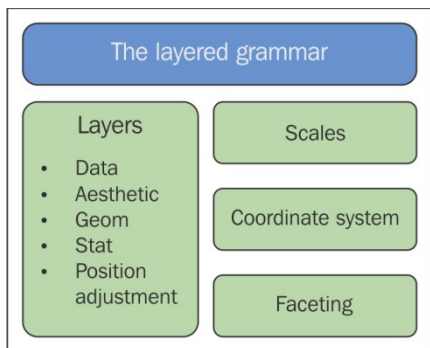 The layered grammar
Layers
• Data
• Aesthetic
• Geom
• Stat
• Position
adjustment
Scales
Coordinate system
Faceting